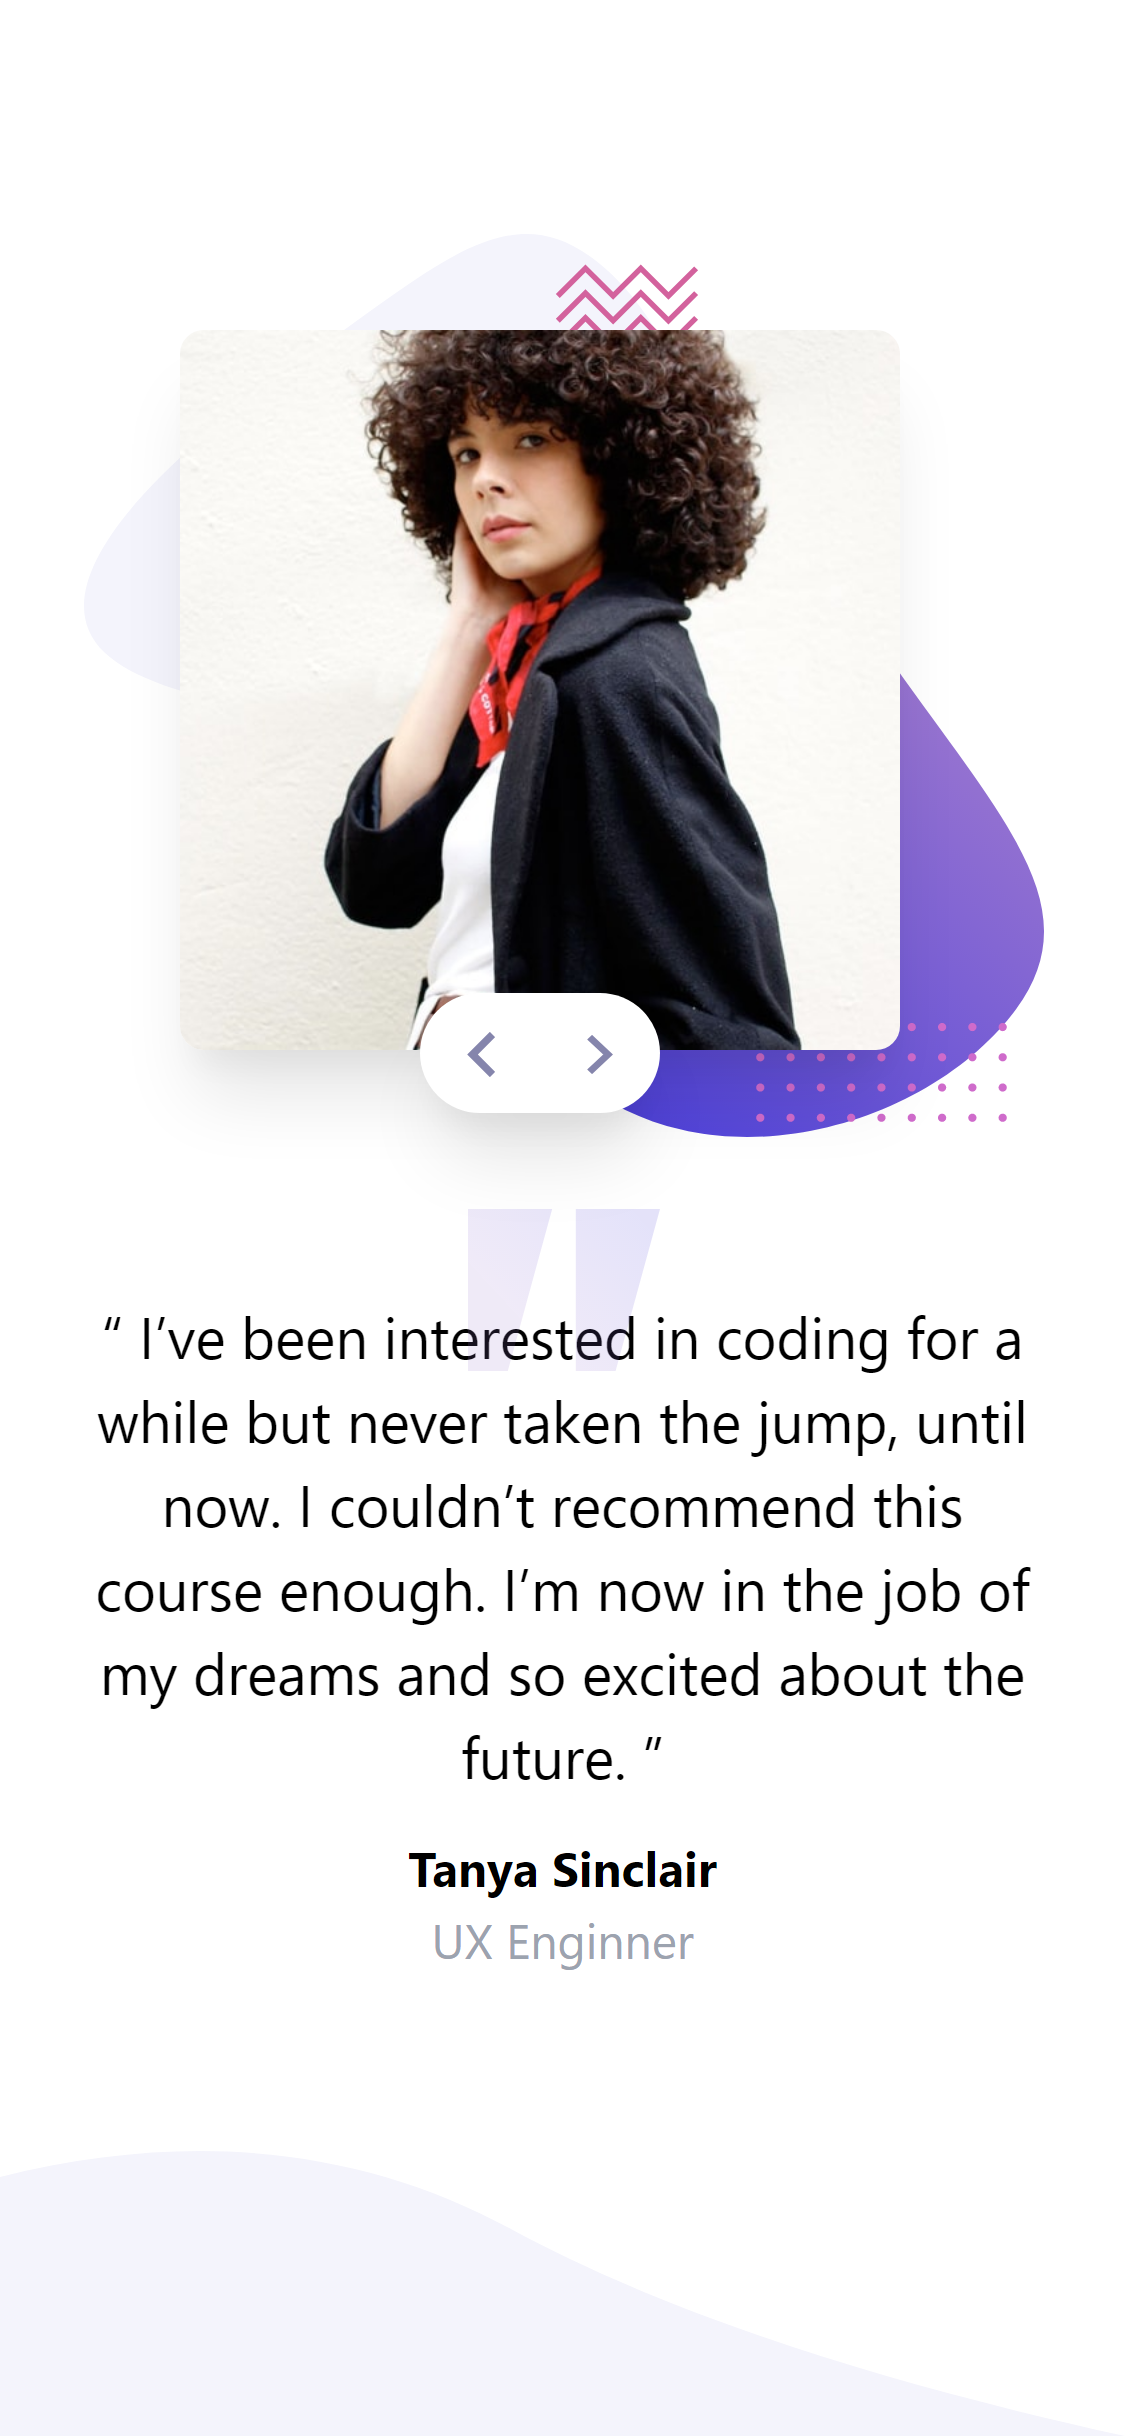 “ I’ve been interested in coding for a
while but never taken the jump, until
now. I couldn’t recommend this
course enough. I’m now in the job of
my dreams and so excited about the
future. ”
Tanya Sinclair
UX Enginner